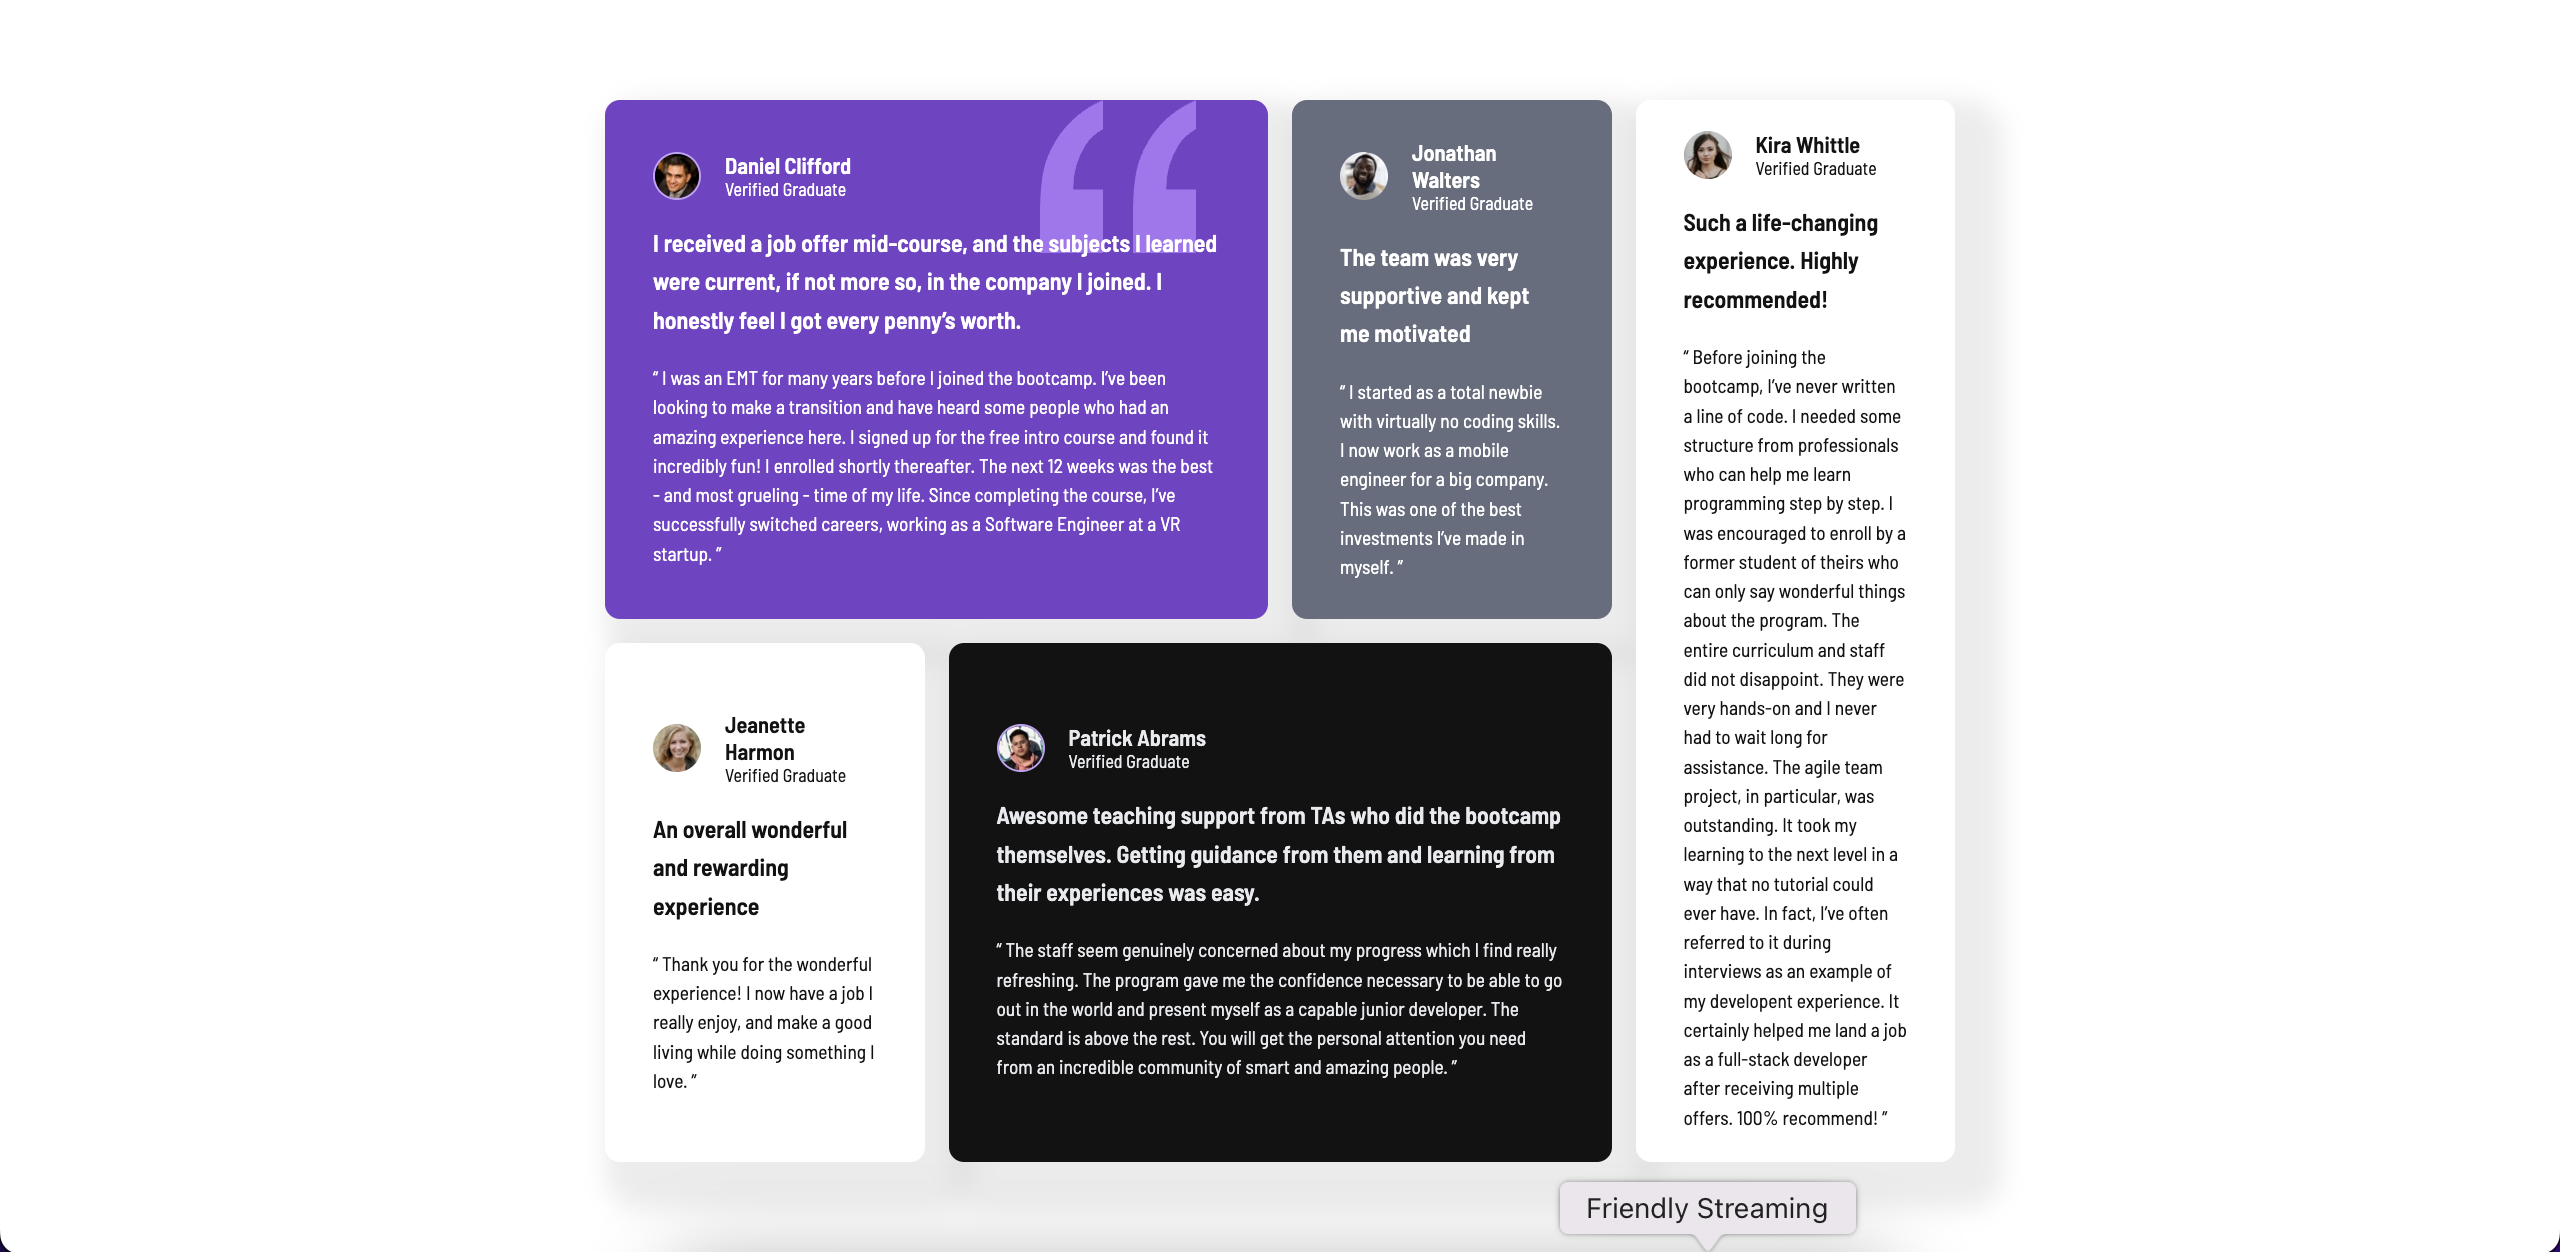 Daniel Clifford
Verified Graduate
I received a job offer mid-course, and the subjects I learned
were current, if not more so, in the company I joined. I
honestly feel I got every penny’s worth.
“ I was an EMT for many years before I joined the bootcamp. I’ve been
looking to make a transition and have heard some people who had an
amazing experience here. I signed up for the free intro course and found it
incredibly fun! I enrolled shortly thereafter. The next 12 weeks was the best
- and most grueling - time of my life. Since completing the course, I’ve
successfully switched careers, working as a Software Engineer at a VR
startup. ”
Jonathan
Walters
Verified Graduate
The team was very
supportive and kept
me motivated
“ I started as a total newbie
with virtually no coding skills.
I now work as a mobile
engineer for a big company.
This was one of the best
investments I’ve made in
myself. ”
Kira Whittle
Verified Graduate
Such a life-changing
experience. Highly
recommended!
“ Before joining the
bootcamp, I’ve never written
a line of code. I needed some
structure from professionals
who can help me learn
programming step by step. I
was encouraged to enroll by a
former student of theirs who
can only say wonderful things
about the program. The
entire curriculum and staff
did not disappoint. They were
very hands-on and I never
had to wait long for
assistance. The agile team
project, in particular, was
outstanding. It took my
learning to the next level in a
way that no tutorial could
ever have. In fact, I’ve often
referred to it during
interviews as an example of
my developent experience. It
certainly helped me land a job
as a full-stack developer
after receiving multiple
offers. 100% recommend! ”
Jeanette
Harmon
Verified Graduate
An overall wonderful
and rewarding
experience
“ Thank you for the wonderful
experience! I now have a job I
really enjoy, and make a good
living while doing something I
love. ”
Patrick Abrams
Verified Graduate
Awesome teaching support from TAs who did the bootcamp
themselves. Getting guidance from them and learning from
their experiences was easy.
“ The staff seem genuinely concerned about my progress which I find really
refreshing. The program gave me the confidence necessary to be able to go
out in the world and present myself as a capable junior developer. The
standard is above the rest. You will get the personal attention you need
from an incredible community of smart and amazing people. ”
Friendly Streaming